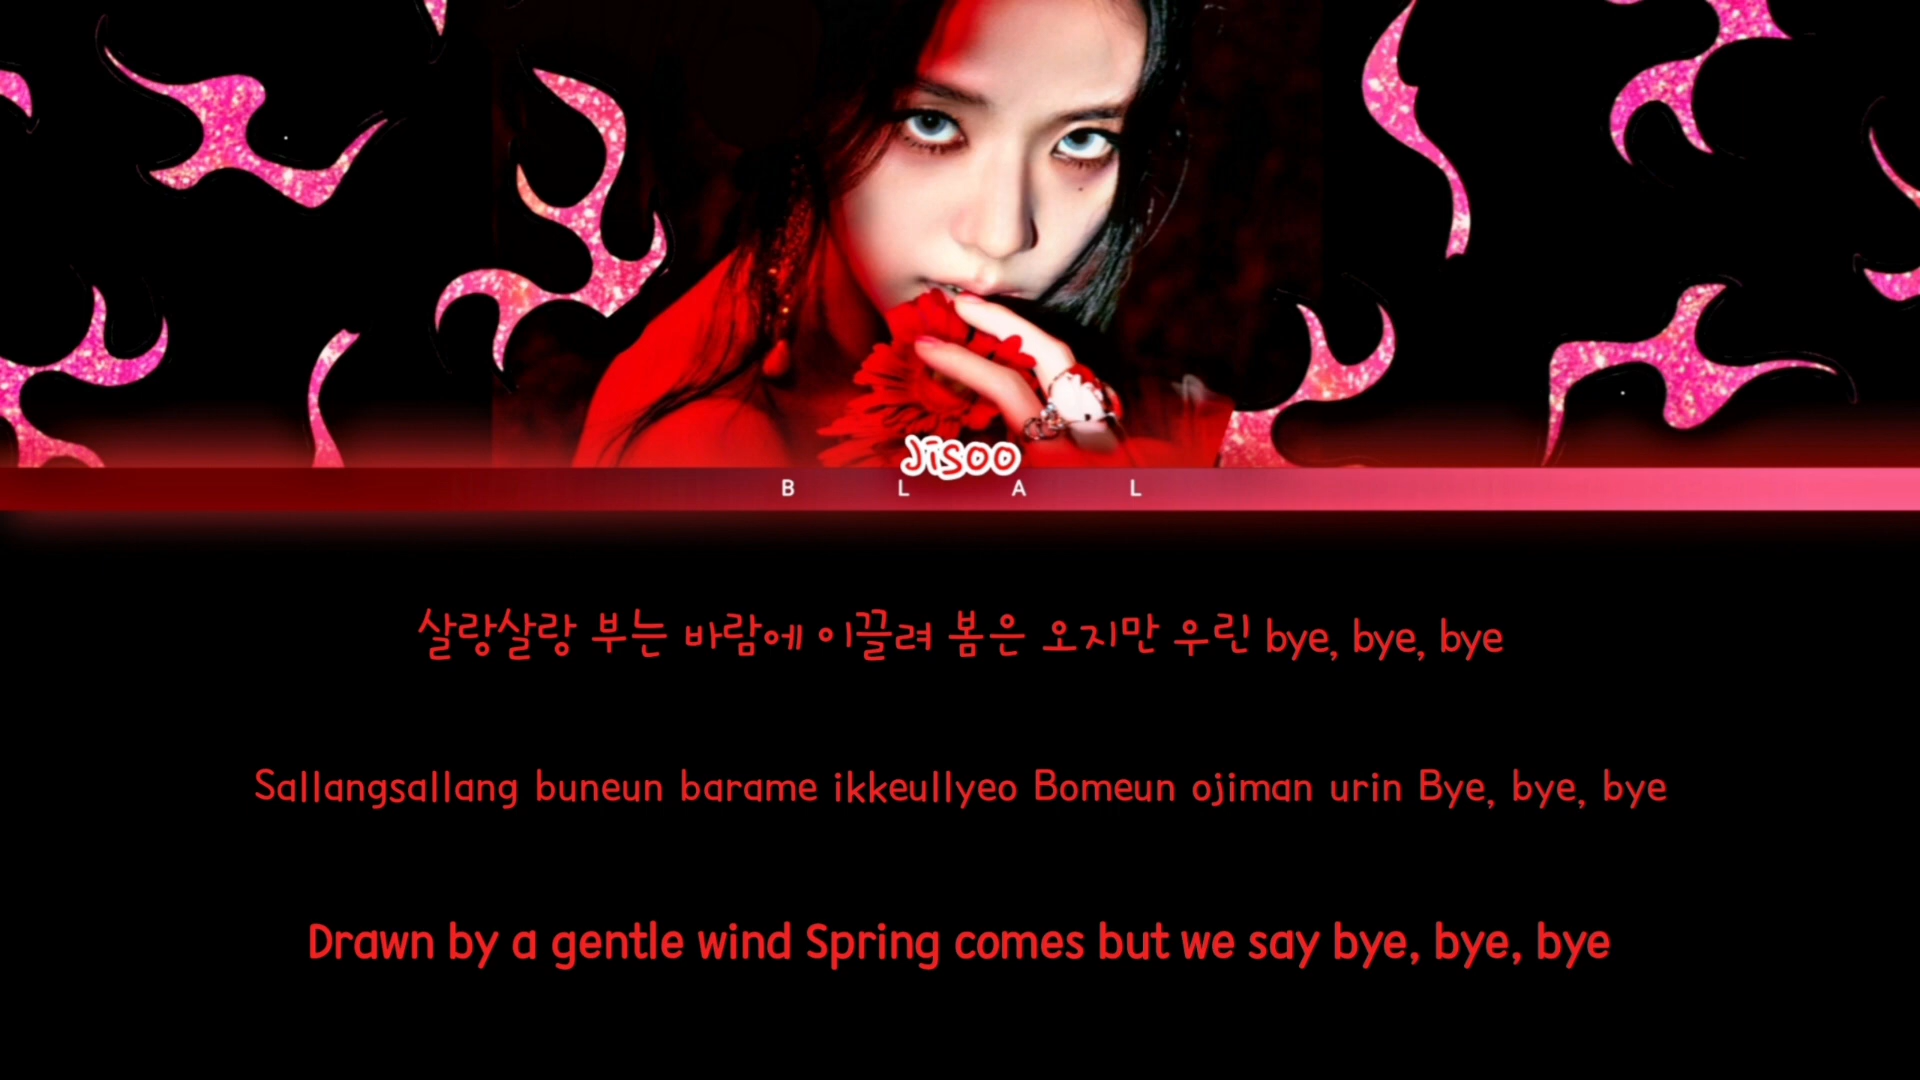 Jisoo
B L A L
살랑살랑 부는 바람에 이끌려 봄은 오지만 우린 bye, bye, bye
Sallangsallang buneun barame ikkeullyeo Bomeun ojiman urin Bye, bye, bye
Drawn by a gentle wind Spring comes but we say bye, bye, bye